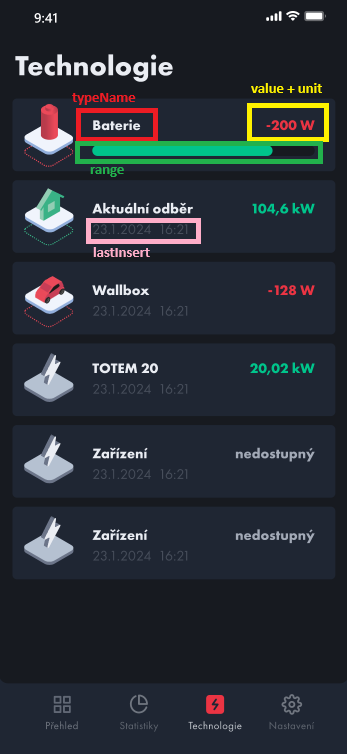 9:41
Technologie
typeName
value + unit
Baterie
-200 W
range
Aktuální odběr
104,6 kW
23.1.2024 16:21
lastInsert
Wallbox
-128 W
23.1.2024 16:21
TOTEM 20
20,02 kW
23.1.2024 16:21
Zařízení
nedostupný
23.1.2024 16:21
Zařízení
nedostupný
23.1.2024 16:21
Přehled
Statistiky
Technologie
Nastavení